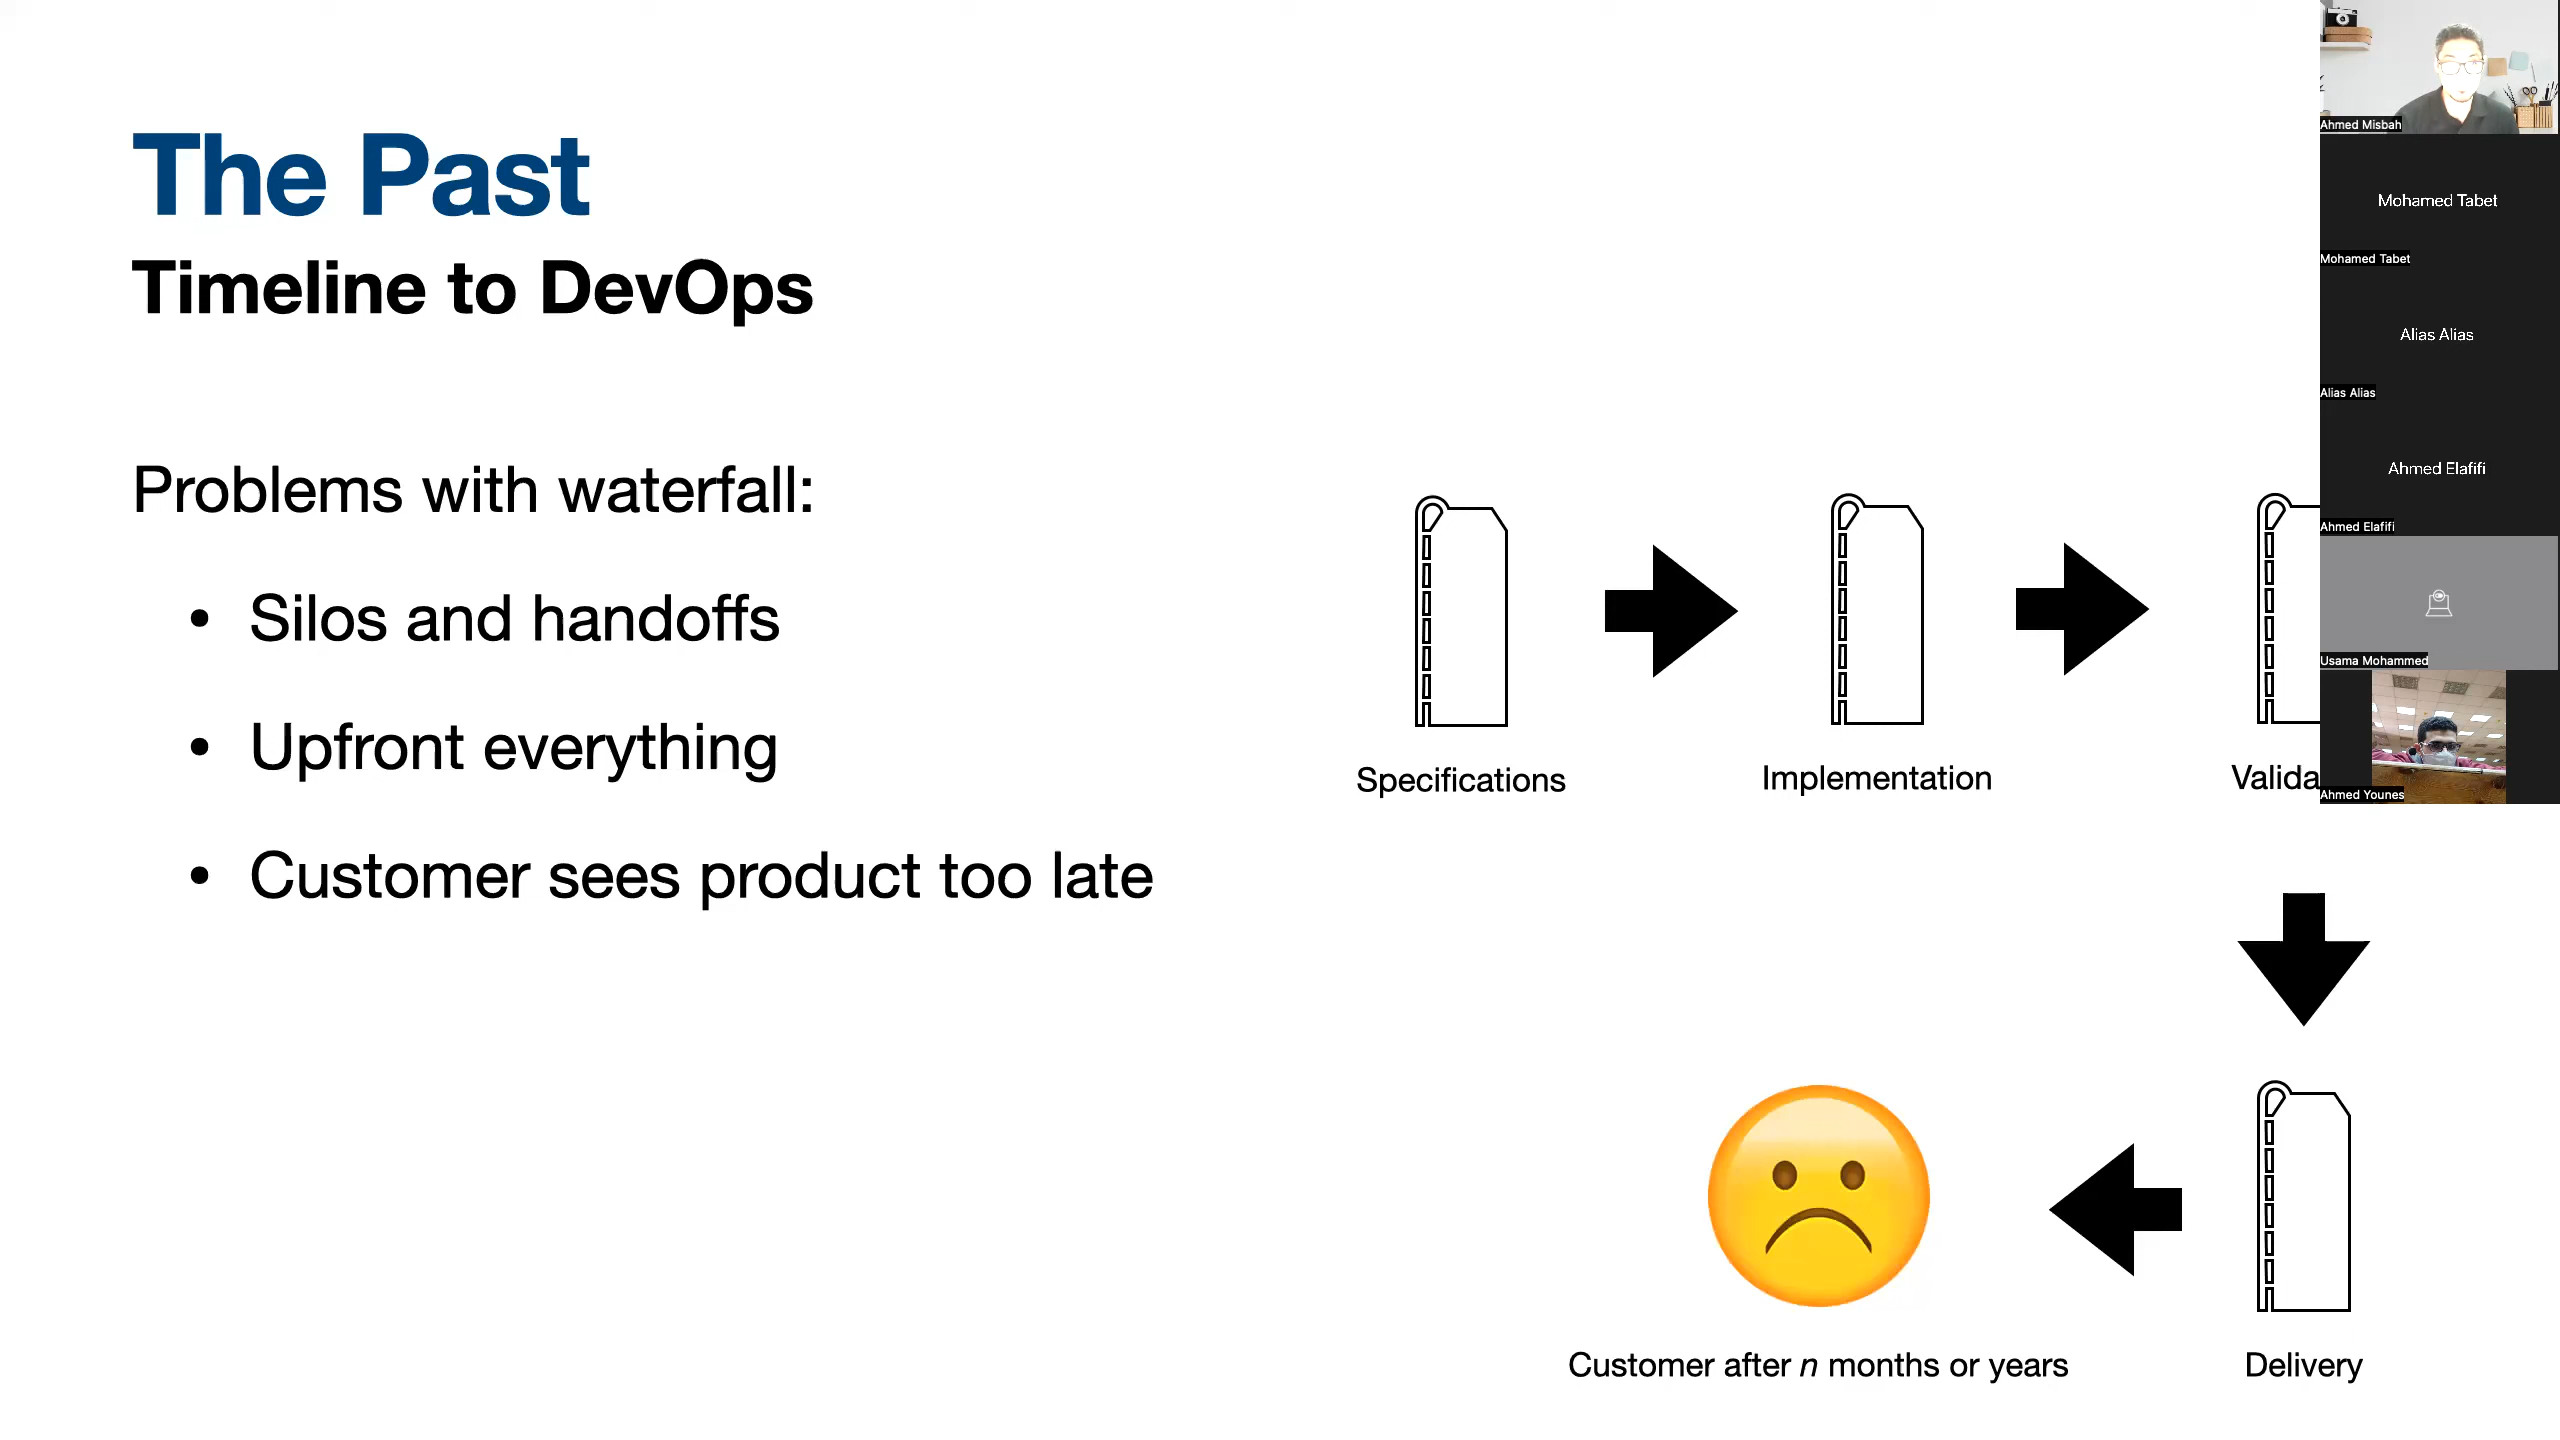 The Past
Timeline to DevOps
Problems with waterfall:
• Silos and handoffs
• Upfront everything
• Customer sees product too late
Specifications
Implementation
Valida
Customer after n months or years
Delivery
Ahmed Misbah
Mohamed Tabet
Mohamed Tabet
Alias Alias
Alias Alias
Ahmed Elafifi
Ahmed Elafifi
Usama Mohammed
Ahmed Younes